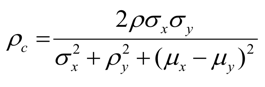 ρc = 2ρσxσy / σx² + ρy² + (μx − μy)²